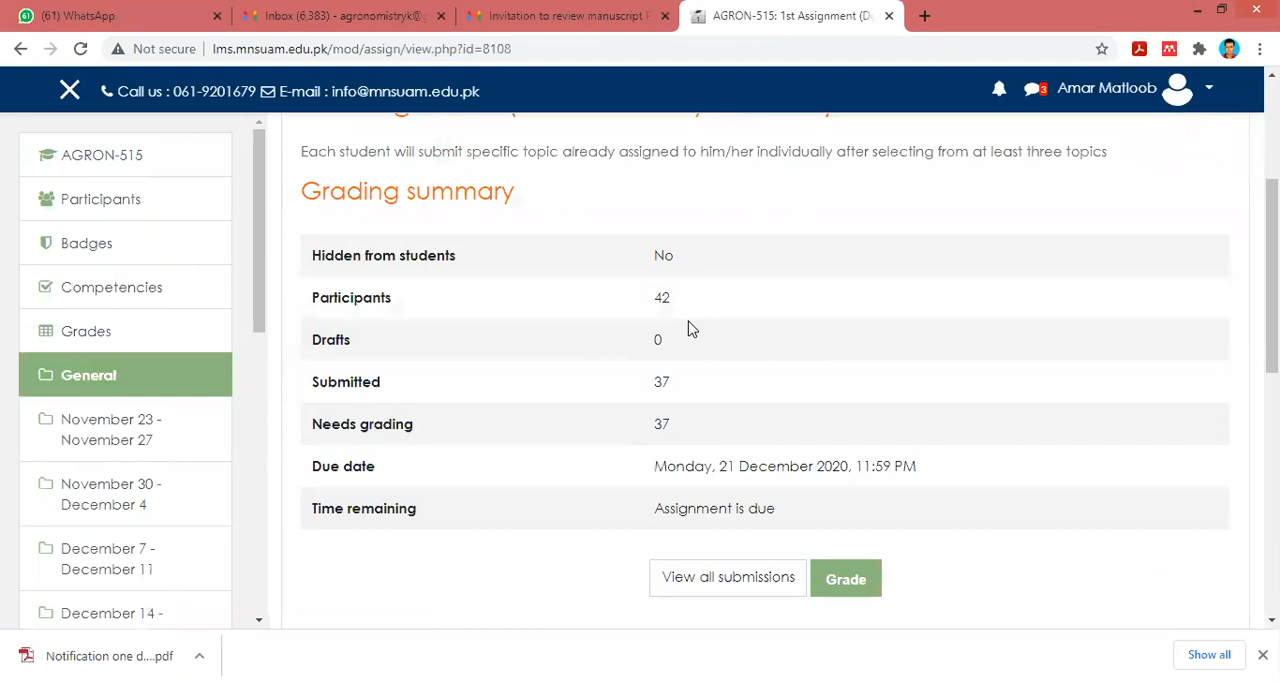 (61) WhatsApp
Inbox (6,383) - agronomistryk@g
Invitation to review manuscript P
AGRON-515: 1st Assignment (Du
Not secure
lms.mnsuam.edu.pk/mod/assign/view.php?id=8108
Call us : 061-9201679 E-mail : info@mnsuam.edu.pk
3
Amar Matloob
AGRON-515
Participants
Badges
Competencies
Grades
General
November 23 -
November 27
November 30 -
December 4
December 7 -
December 11
December 14 -
Each student will submit specific topic already assigned to him/her individually after selecting from at least three topics
Grading summary
Hidden from students No
Participants 42
Drafts 0
Submitted 37
Needs grading 37
Due date Monday, 21 December 2020, 11:59 PM
Time remaining Assignment is due
View all submissions Grade
Notification one d....pdf
Show all